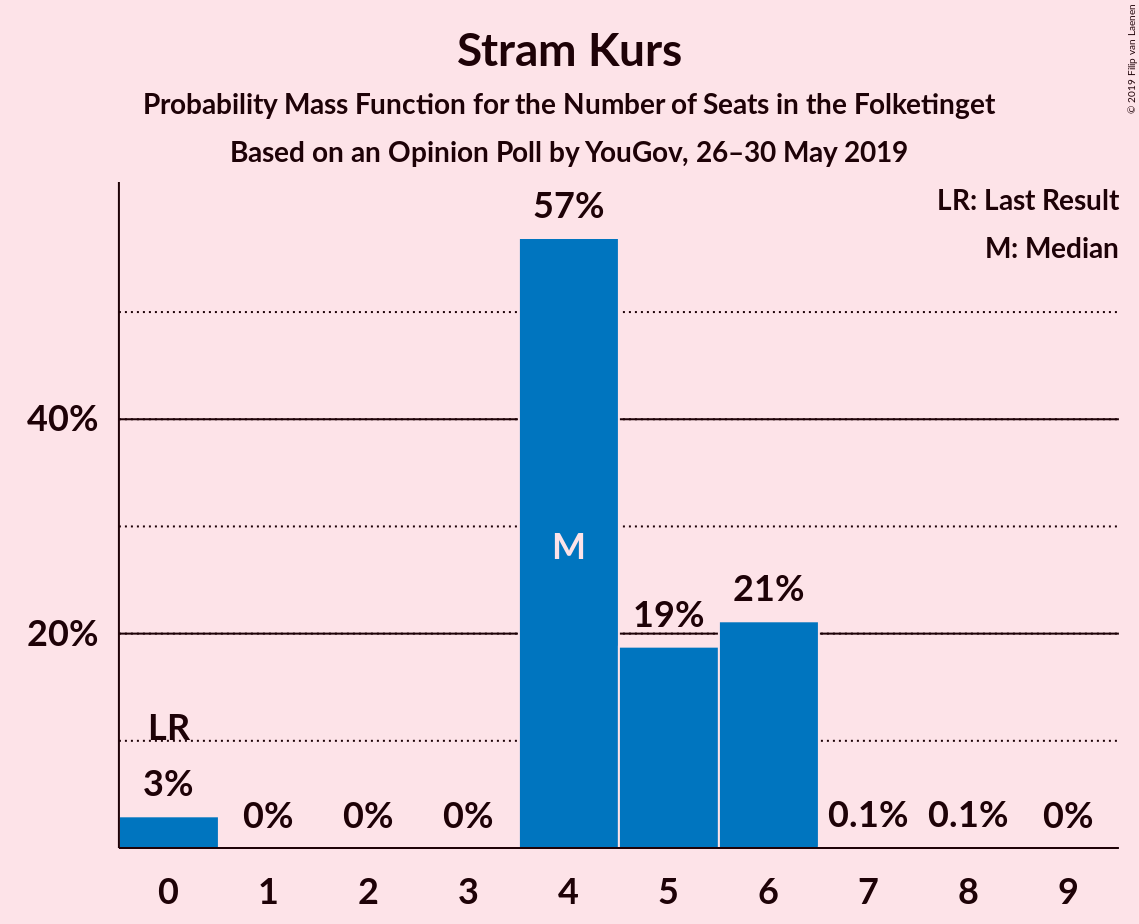 Stram Kurs
Probability Mass Function for the Number of Seats in the Folketinget
Based on an Opinion Poll by YouGov, 26–30 May 2019
© 2019 Filip van Laenen
LR: Last Result
M: Median
57%
40%
M
21%
19%
20%
LR
3%
0%
0%
0%
0.1%
0.1%
0%
0
1
2
3
4
5
6
7
8
9